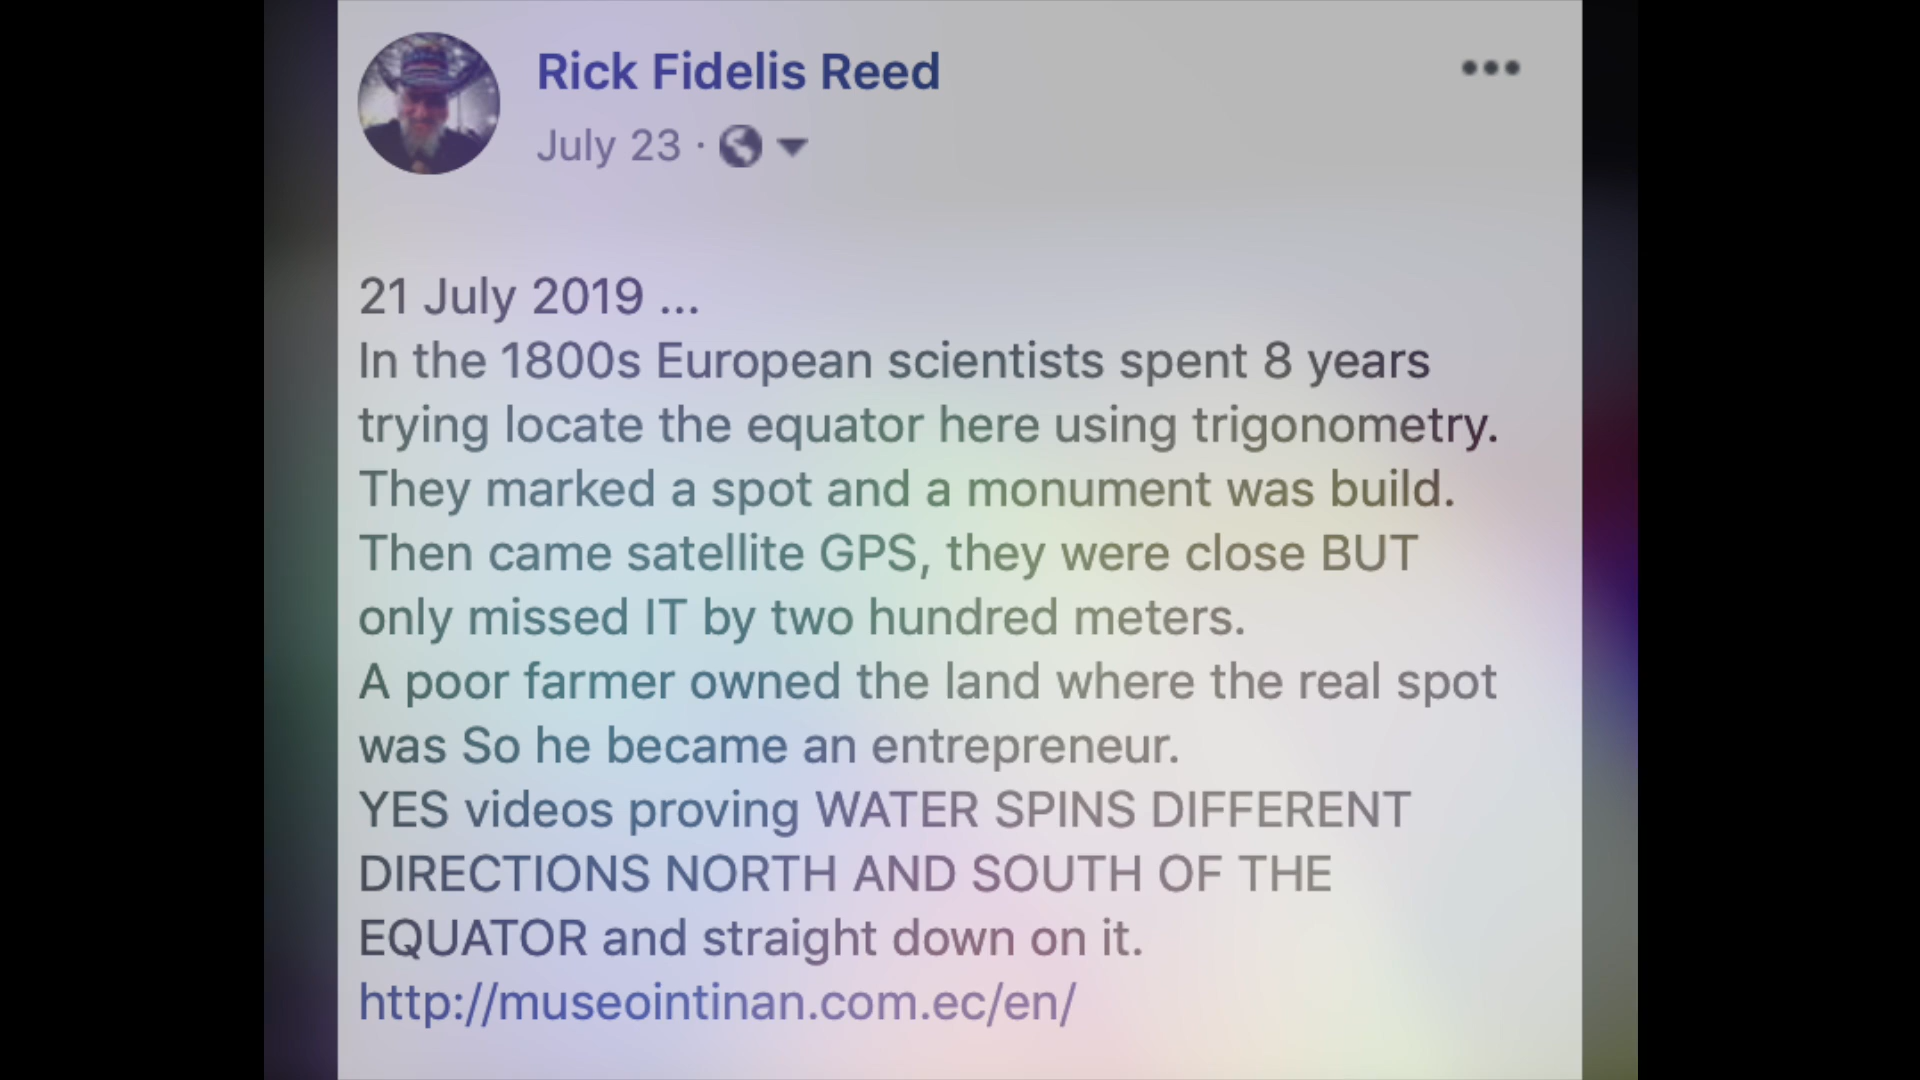 Rick Fidelis Reed
July 23 ·
21 July 2019 ...
In the 1800s European scientists spent 8 years
trying locate the equator here using trigonometry.
They marked a spot and a monument was build.
Then came satellite GPS, they were close BUT
only missed IT by two hundred meters.
A poor farmer owned the land where the real spot
was So he became an entrepreneur.
YES videos proving WATER SPINS DIFFERENT
DIRECTIONS NORTH AND SOUTH OF THE
EQUATOR and straight down on it.
http://museointinan.com.ec/en/